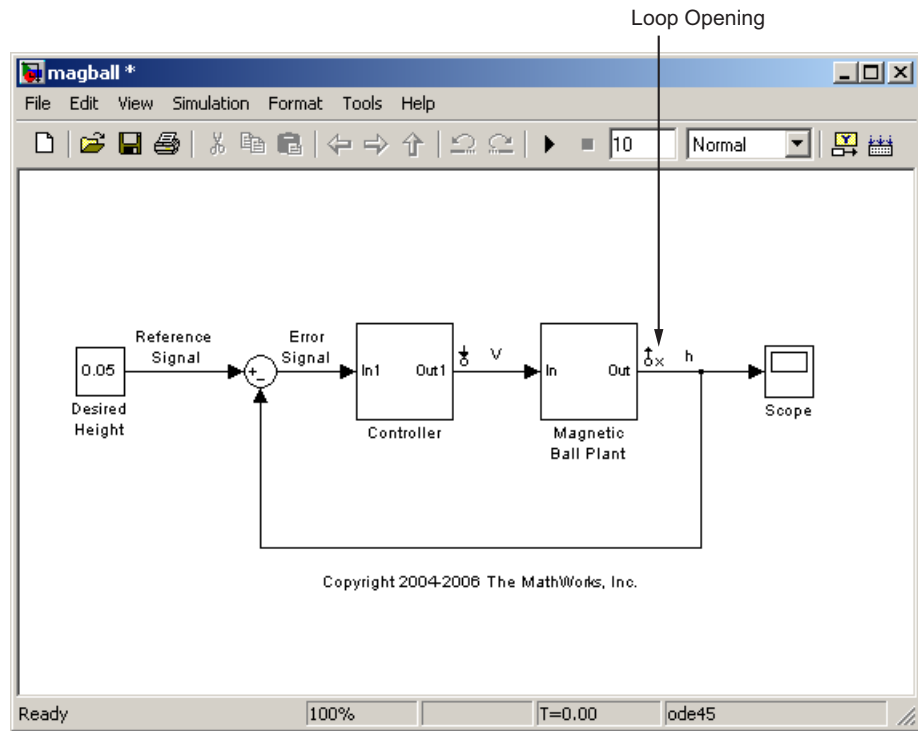 Loop Opening
magball *
File Edit View Simulation Format Tools Help
10 Normal
Reference
Signal
Error
Signal
0.05
+
-
In1 Out1
V
In Out
x
h
Desired
Height
Controller
Magnetic
Ball Plant
Scope
Copyright 2004-2006 The MathWorks, Inc.
Ready 100% T=0.00 ode45